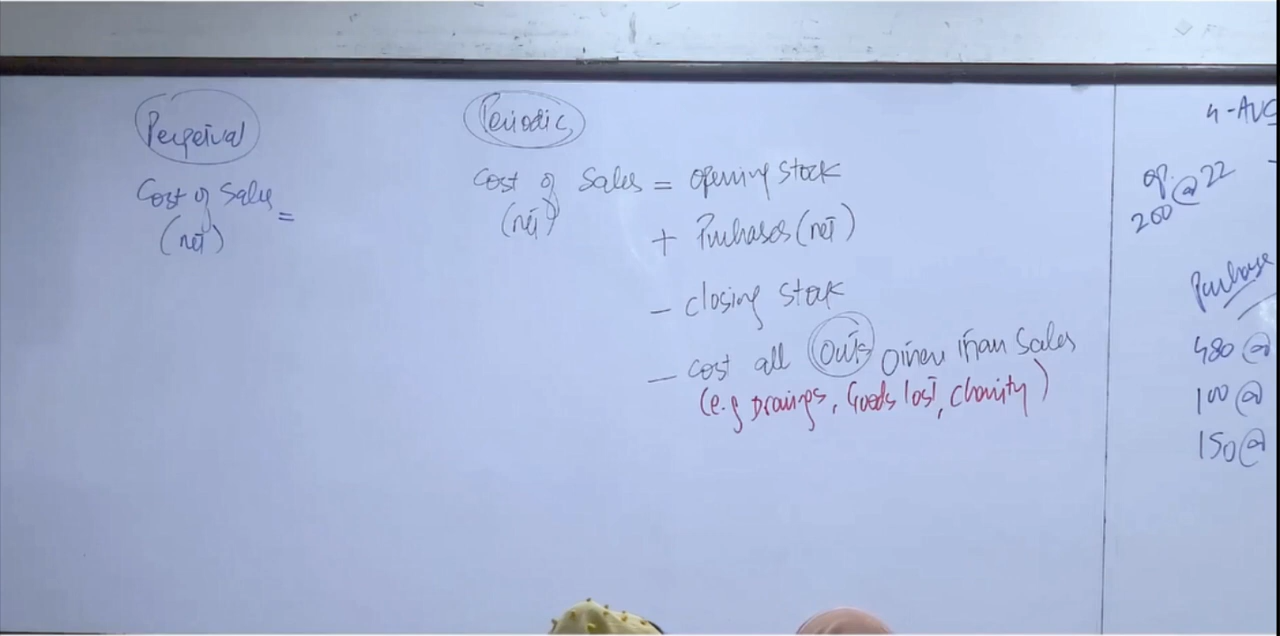 Perpetual
Cost of Sales =
(net)
Periodic
Cost of Sales = opening stock
(net)
+ Purchases (net)
- closing stock
- cost all outs other than Sales
(e.g Drawings, Goods lost, charity)
4-AUG
op.
200 @ 22
Purchase
480 @
100 @
150 @